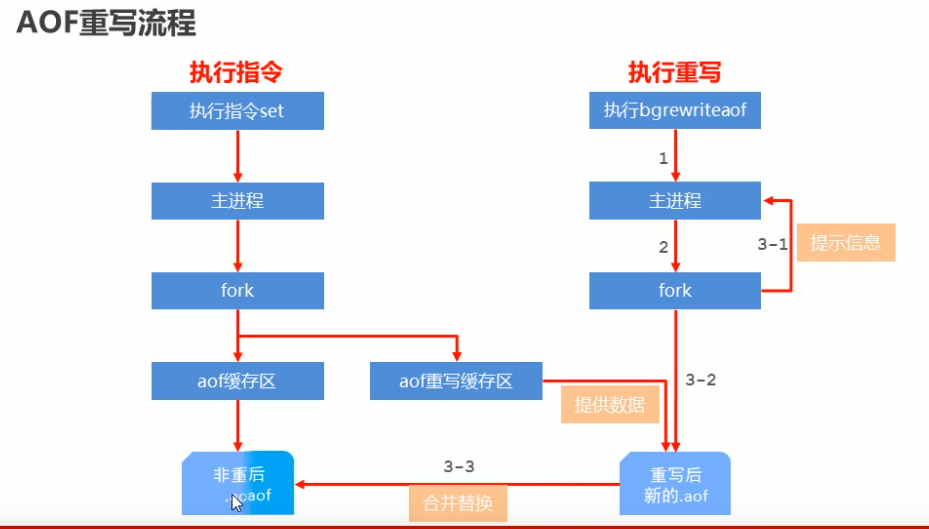 AOF重写流程
执行指令
执行重写
执行指令set
执行bgrewriteaof
1
主进程
主进程
2
3-1
提示信息
fork
fork
aof缓存区
aof重写缓存区
3-2
提供数据
非重后
重写后
新的.aof
3-3
合并替换